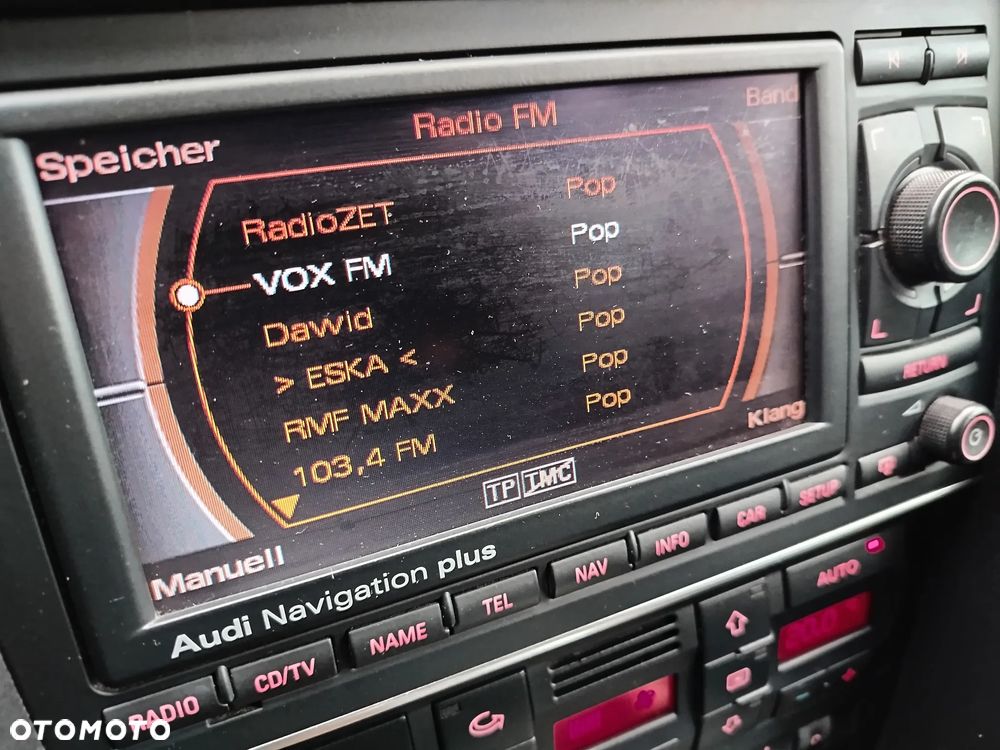 Radio FM
Band
Speicher
RadioZET Pop
VOX FM Pop
Dawid Pop
> ESKA < Pop
RMF MAXX Pop
103,4 FM Pop
Klang
TP TMC
Manuell
Audi Navigation plus
RETURN
RADIO
CD/TV
NAME
TEL
NAV
INFO
CAR
SETUP
AUTO
OTOMOTO